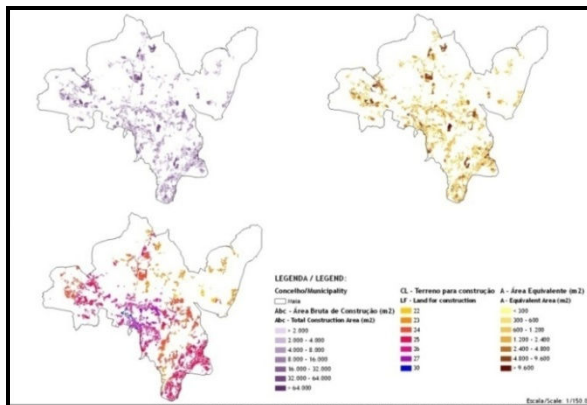 LEGENDA / LEGEND:
Concelho/Municipality
Maia
Abc - Área Bruta de Construção (m2)
Abc - Total Construction Area (m2)
< 2.000
2.000 - 4.000
4.000 - 8.000
8.000 - 16.000
16.000 - 32.000
32.000 - 64.000
> 64.000
CL - Terreno para construção
LF - Land for construction
22
23
24
25
26
27
30
A - Área Equivalente (m2)
A - Equivalent Area (m2)
< 300
300 - 600
600 - 1.200
1.200 - 2.400
2.400 - 4.800
4.800 - 9.600
> 9.600
Escala/Scale: